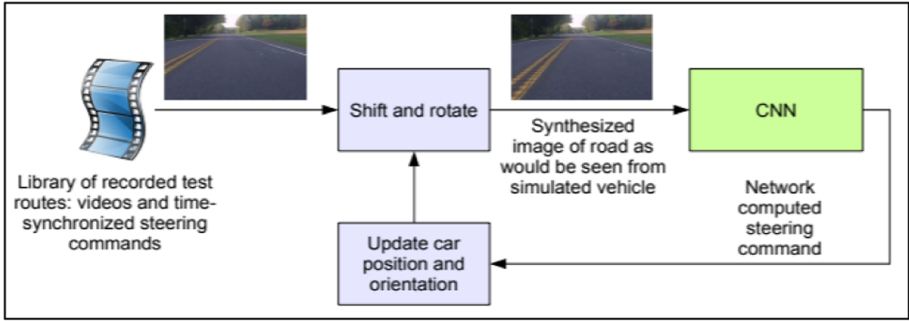 Shift and rotate
CNN
Synthesized
image of road as
would be seen from
simulated vehicle
Library of recorded test
routes: videos and time-
synchronized steering
commands
Network
computed
steering
command
Update car
position and
orientation